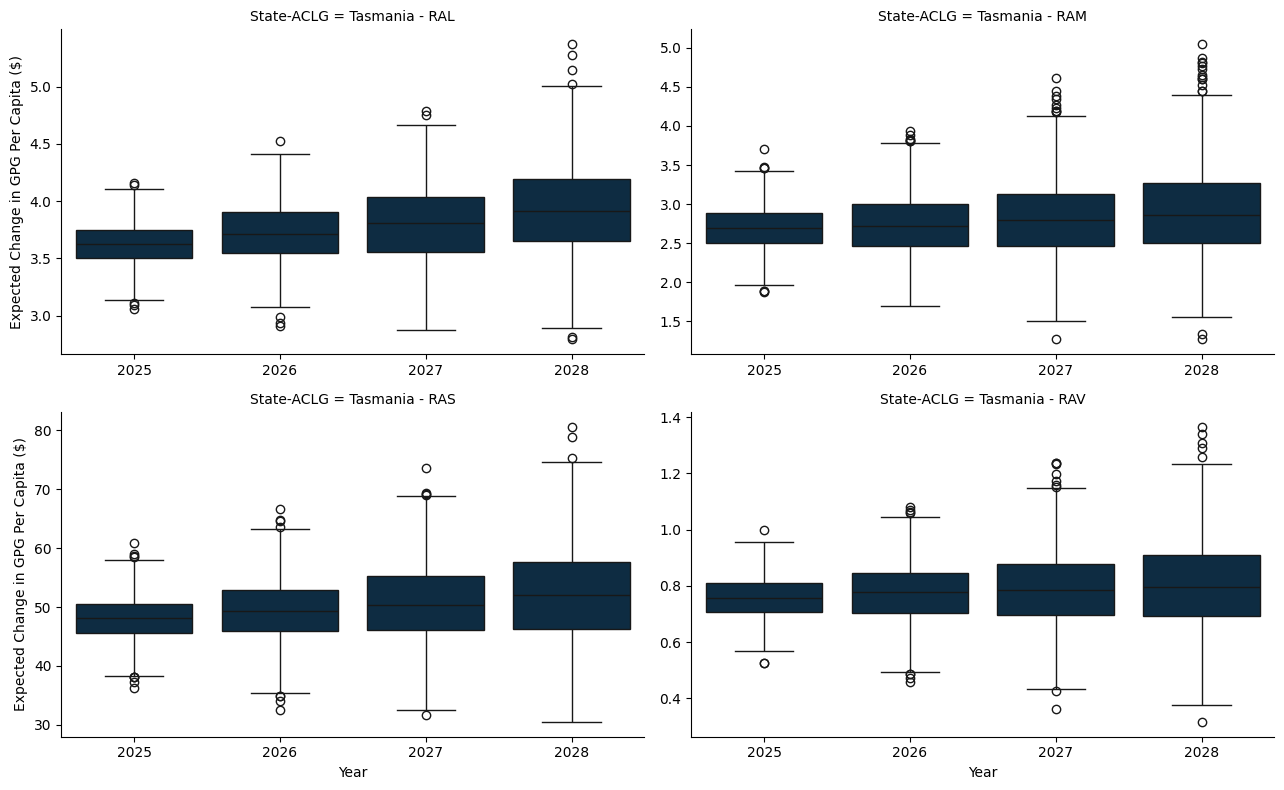 State-ACLG = Tasmania - RAL
Expected Change in GPG Per Capita ($)
5.0
4.5
4.0
3.5
3.0
2025 2026 2027 2028
State-ACLG = Tasmania - RAM
5.0
4.5
4.0
3.5
3.0
2.5
2.0
1.5
2025 2026 2027 2028
State-ACLG = Tasmania - RAS
Expected Change in GPG Per Capita ($)
80
70
60
50
40
30
2025 2026 2027 2028
Year
State-ACLG = Tasmania - RAV
1.4
1.2
1.0
0.8
0.6
0.4
2025 2026 2027 2028
Year